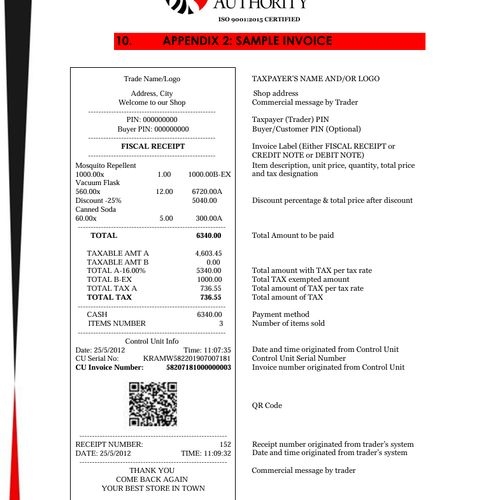 AUTHORITY
ISO 9001:2015 CERTIFIED
10. APPENDIX 2: SAMPLE INVOICE
Trade Name/Logo TAXPAYER'S NAME AND/OR LOGO
Address, City Shop address
Welcome to our Shop Commercial message by Trader
PIN: 000000000 Taxpayer (Trader) PIN
Buyer PIN: 000000000 Buyer/Customer PIN (Optional)
FISCAL RECEIPT Invoice Label (Either FISCAL RECEIPT or
CREDIT NOTE or DEBIT NOTE)
Mosquito Repellent Item description, unit price, quantity, total price
1000.00x 1.00 1000.00B-EX and tax designation
Vacuum Flask
560.00x 12.00 6720.00A
Discount -25% 5040.00 Discount percentage & total price after discount
Canned Soda
60.00x 5.00 300.00A
TOTAL 6340.00 Total Amount to be paid
TAXABLE AMT A 4,603.45
TAXABLE AMT B 0.00
TOTAL A-16.00% 5340.00 Total amount with TAX per tax rate
TOTAL B-EX 1000.00 Total TAX exempted amount
TOTAL TAX A 736.55 Total amount of TAX per tax rate
TOTAL TAX 736.55 Total amount of TAX
CASH 6340.00 Payment method
ITEMS NUMBER 3 Number of items sold
Control Unit Info
Date: 25/5/2012 Time: 11:07:35 Date and time originated from Control Unit
CU Serial No: KRAMW582201907007181 Control Unit Serial Number
CU Invoice Number: 58207181000000003 Invoice number originated from Control Unit
QR Code
RECEIPT NUMBER: 152 Receipt number originated from trader's system
DATE: 25/5/2012 TIME: 11:09:32 Date and time originated from trader's system
THANK YOU Commercial message by trader
COME BACK AGAIN
YOUR BEST STORE IN TOWN